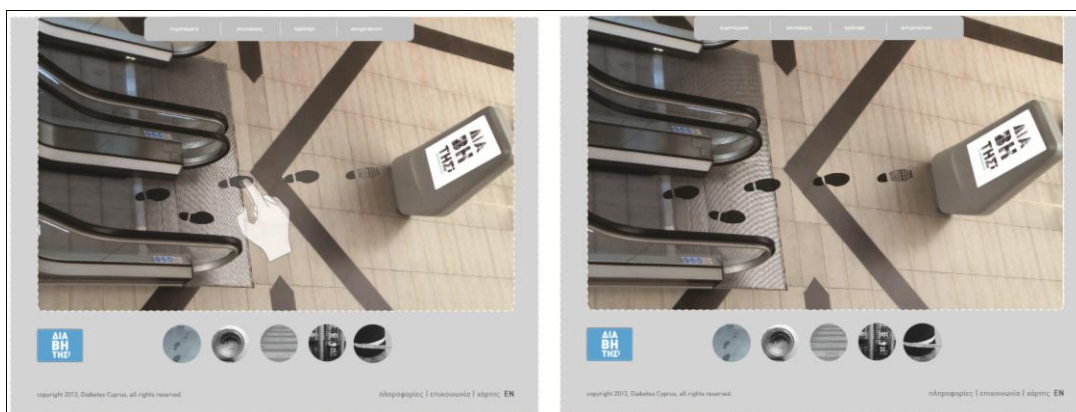 ΔΙΑ
ΒΗ
ΤΗΣ
ΔΙΑ
ΒΗ
ΤΗΣ
copyright 2013, Diabetes Cyprus, all rights reserved.
πληροφορίες | επικοινωνία | χάρτης EN
ΔΙΑ
ΒΗ
ΤΗΣ
ΔΙΑ
ΒΗ
ΤΗΣ
copyright 2013, Diabetes Cyprus, all rights reserved.
πληροφορίες | επικοινωνία | χάρτης EN